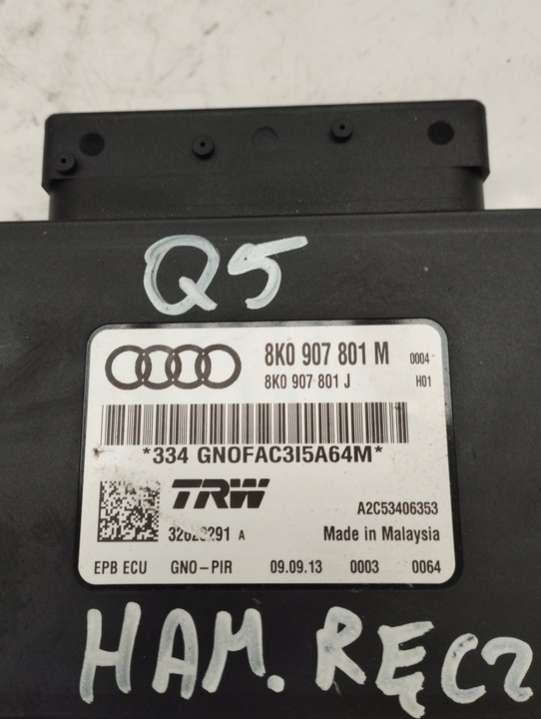 Q5
8K0 907 801 M 0004
8K0 907 801 J H01
*334 GN0FAC3I5A64M*
TRW
A2C53406353
A Made in Malaysia
EPB ECU GNO-PIR 09.09.13 0003 0064
HAM. RĘCZ